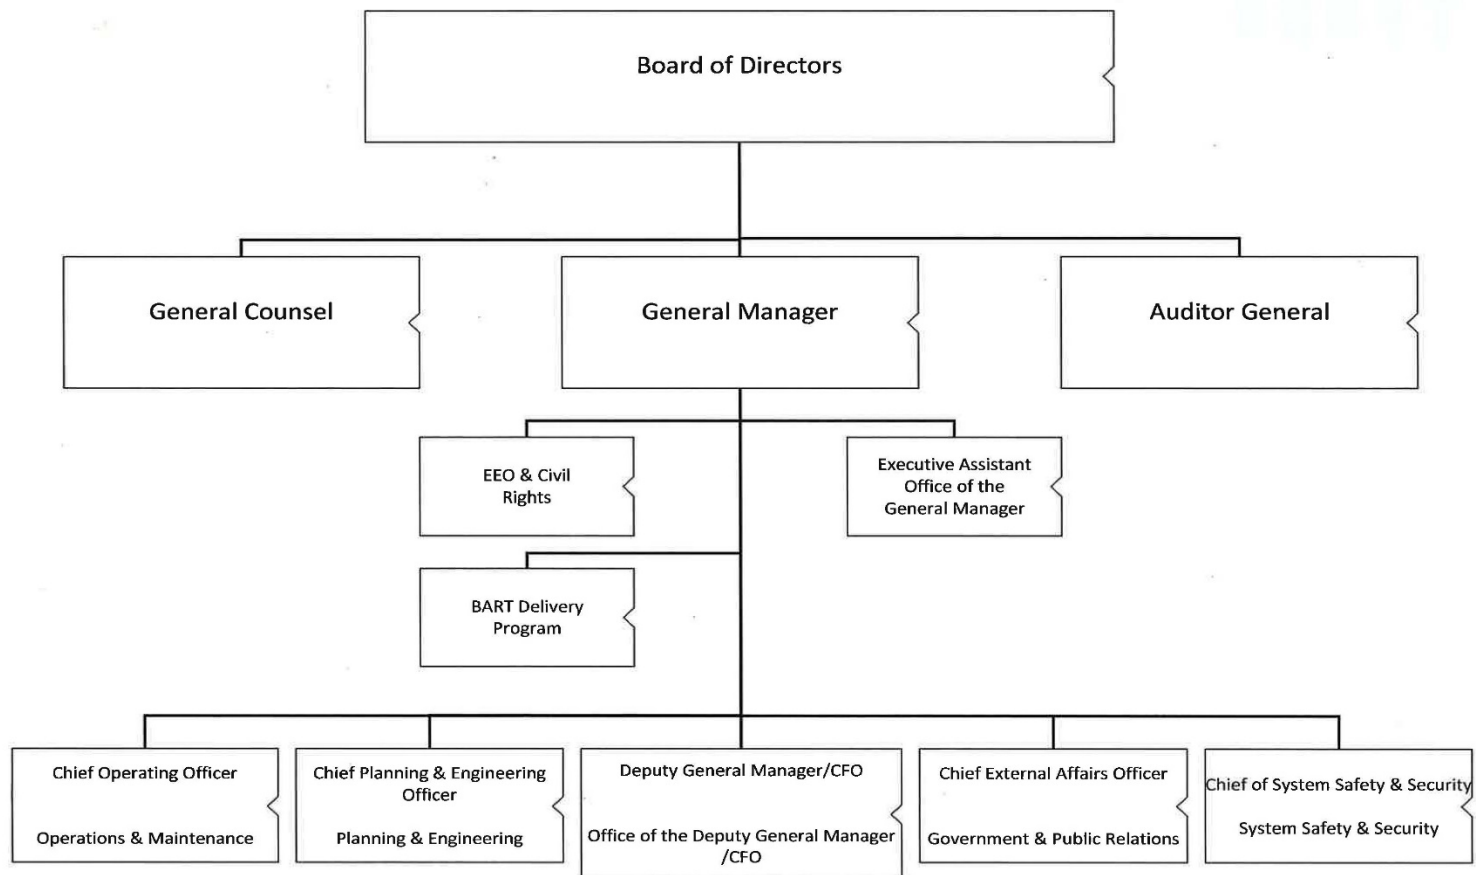 Board of Directors
General Counsel
General Manager
Auditor General
EEO & Civil
Rights
Executive Assistant
Office of the
General Manager
BART Delivery
Program
Chief Operating Officer
Operations & Maintenance
Chief Planning & Engineering
Officer
Planning & Engineering
Deputy General Manager/CFO
Office of the Deputy General Manager
/CFO
Chief External Affairs Officer
Government & Public Relations
Chief of System Safety & Security
System Safety & Security